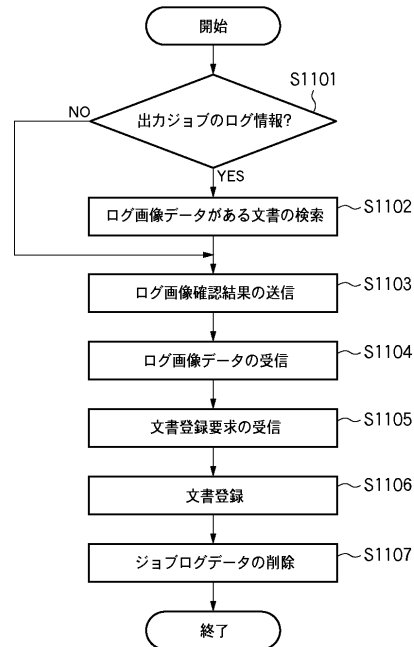 開始
S1101
出力ジョブのログ情報?
NO
YES
ログ画像データがある文書の検索
S1102
ログ画像確認結果の送信
S1103
ログ画像データの受信
S1104
文書登録要求の受信
S1105
文書登録
S1106
ジョブログデータの削除
S1107
終了